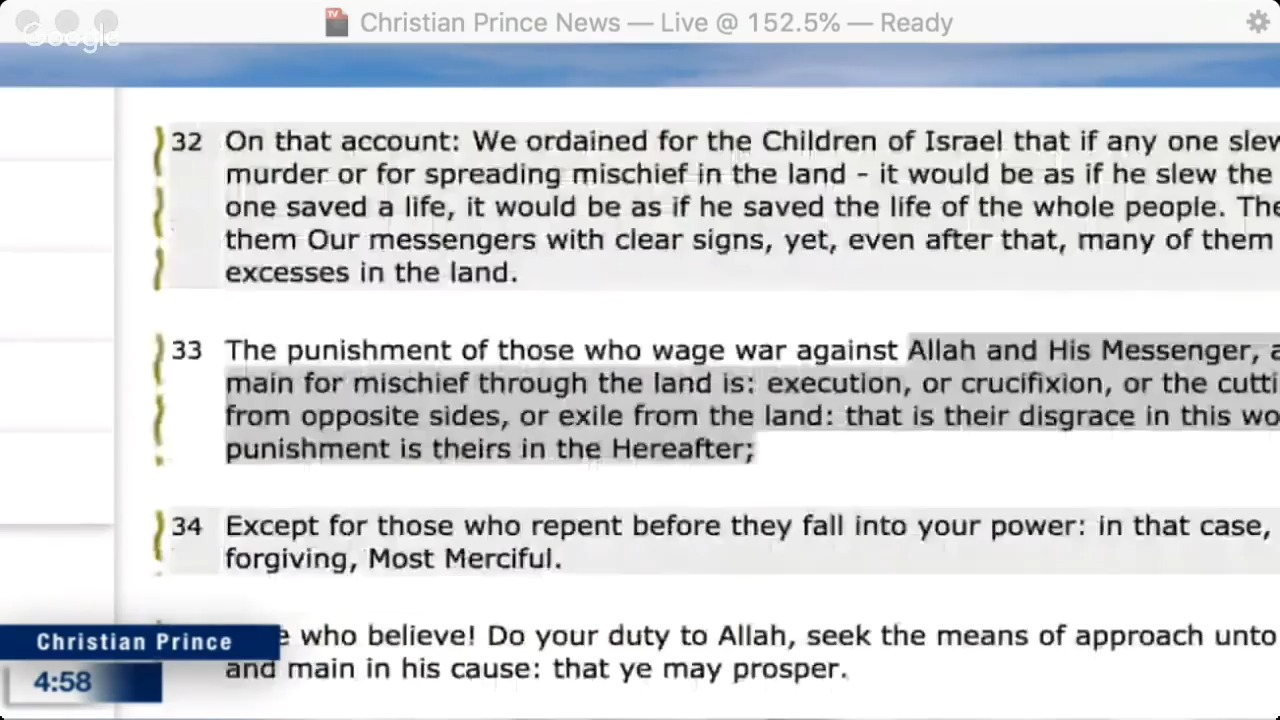 Christian Prince News — Live @ 152.5% — Ready
Google
32 On that account: We ordained for the Children of Israel that if any one slew
murder or for spreading mischief in the land - it would be as if he slew the
one saved a life, it would be as if he saved the life of the whole people. The
them Our messengers with clear signs, yet, even after that, many of them
excesses in the land.
33 The punishment of those who wage war against Allah and His Messenger, a
main for mischief through the land is: execution, or crucifixion, or the cutti
from opposite sides, or exile from the land: that is their disgrace in this wo
punishment is theirs in the Hereafter;
34 Except for those who repent before they fall into your power: in that case,
forgiving, Most Merciful.
e who believe! Do your duty to Allah, seek the means of approach unto
and main in his cause: that ye may prosper.
Christian Prince
4:58